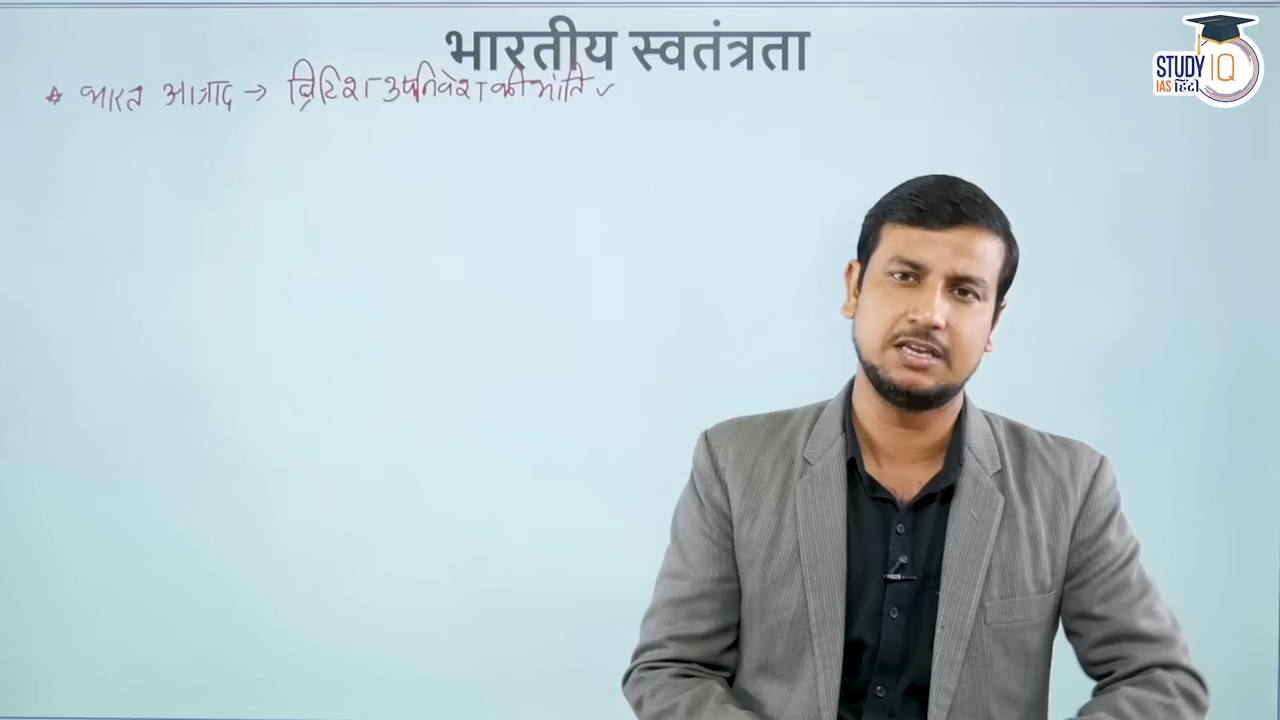 भारतीय स्वतंत्रता
* भारत आजाद → ब्रिटिश उपनिवेश की भांति ✓
STUDY IQ
IAS हिंदी